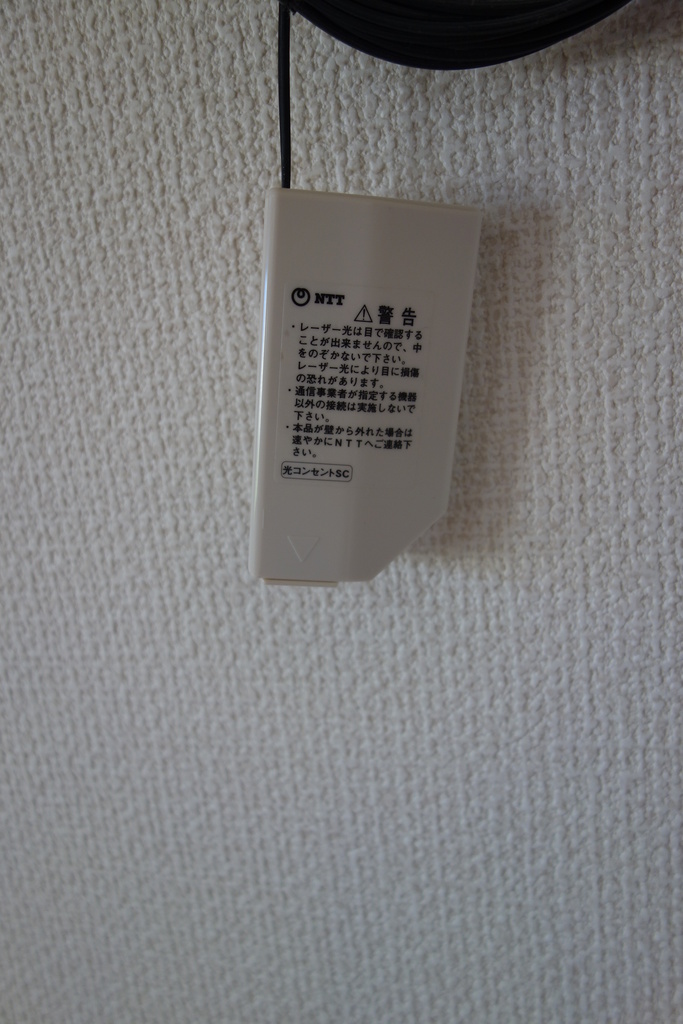 NTT
⚠警告
・レーザー光は目で確認する
ことが出来ませんので、中
をのぞかないで下さい。
レーザー光により目に損傷
の恐れがあります。
・通信事業者が指定する機器
以外の接続は実施しないで
下さい。
・本品が壁から外れた場合は
速やかにNTTへご連絡下
さい。
光コンセントSC